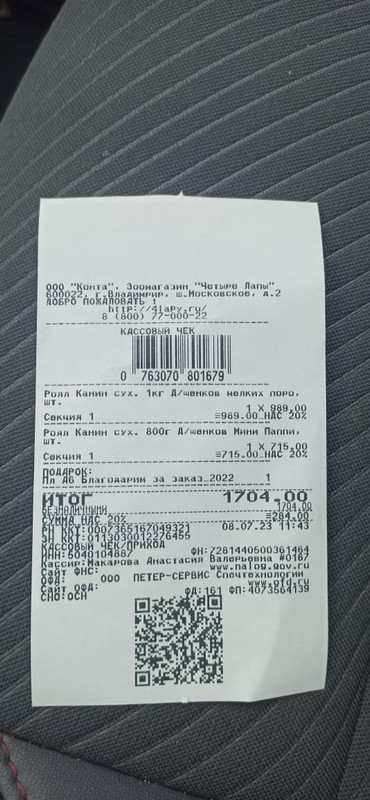 ООО "Конта", Зоомагазин "Четыре Лапы"
600022, г.Владимир, ш.Московское, д.2
ДОБРО ПОЖАЛОВАТЬ !
http://4lapy.ru/
8 (800) 77-000-22
КАССОВЫЙ ЧЕК
0 763070 801679
Роял Канин сух. 1кг Д/щенков мелких поро,
шт.
1 X 989.00
Секция 1 ≡989.00_НДС 20%
Роял Канин сух. 800г Д/щенков Мини Паппи,
шт.
1 X 715.00
Секция 1 ≡715.00_НДС 20%
ПОДАРОК:
Пл АБ Благодарим за заказ_2022 1
ИТОГ 1704.00
БЕЗНАЛИЧНЫМИ 1704.00
СУММА НДС 20% ≡284.00
РН ККТ:0007365167049321 08.07.23 11:43
ЗН ККТ:0113030012276455
КАССОВЫЙ ЧЕК/ПРИХОД
ИНН:5040104887 ФН:7281440500361464
Кассир:Макарова Анастасия Валерьевна #0167
Сайт ФНС: www.nalog.gov.ru
ОФД: ООО ПЕТЕР-СЕРВИС Спецтехнологии
Сайт ОФД: www.ofd.ru
СНО:ОСН ФД:161 ФП:4073564139